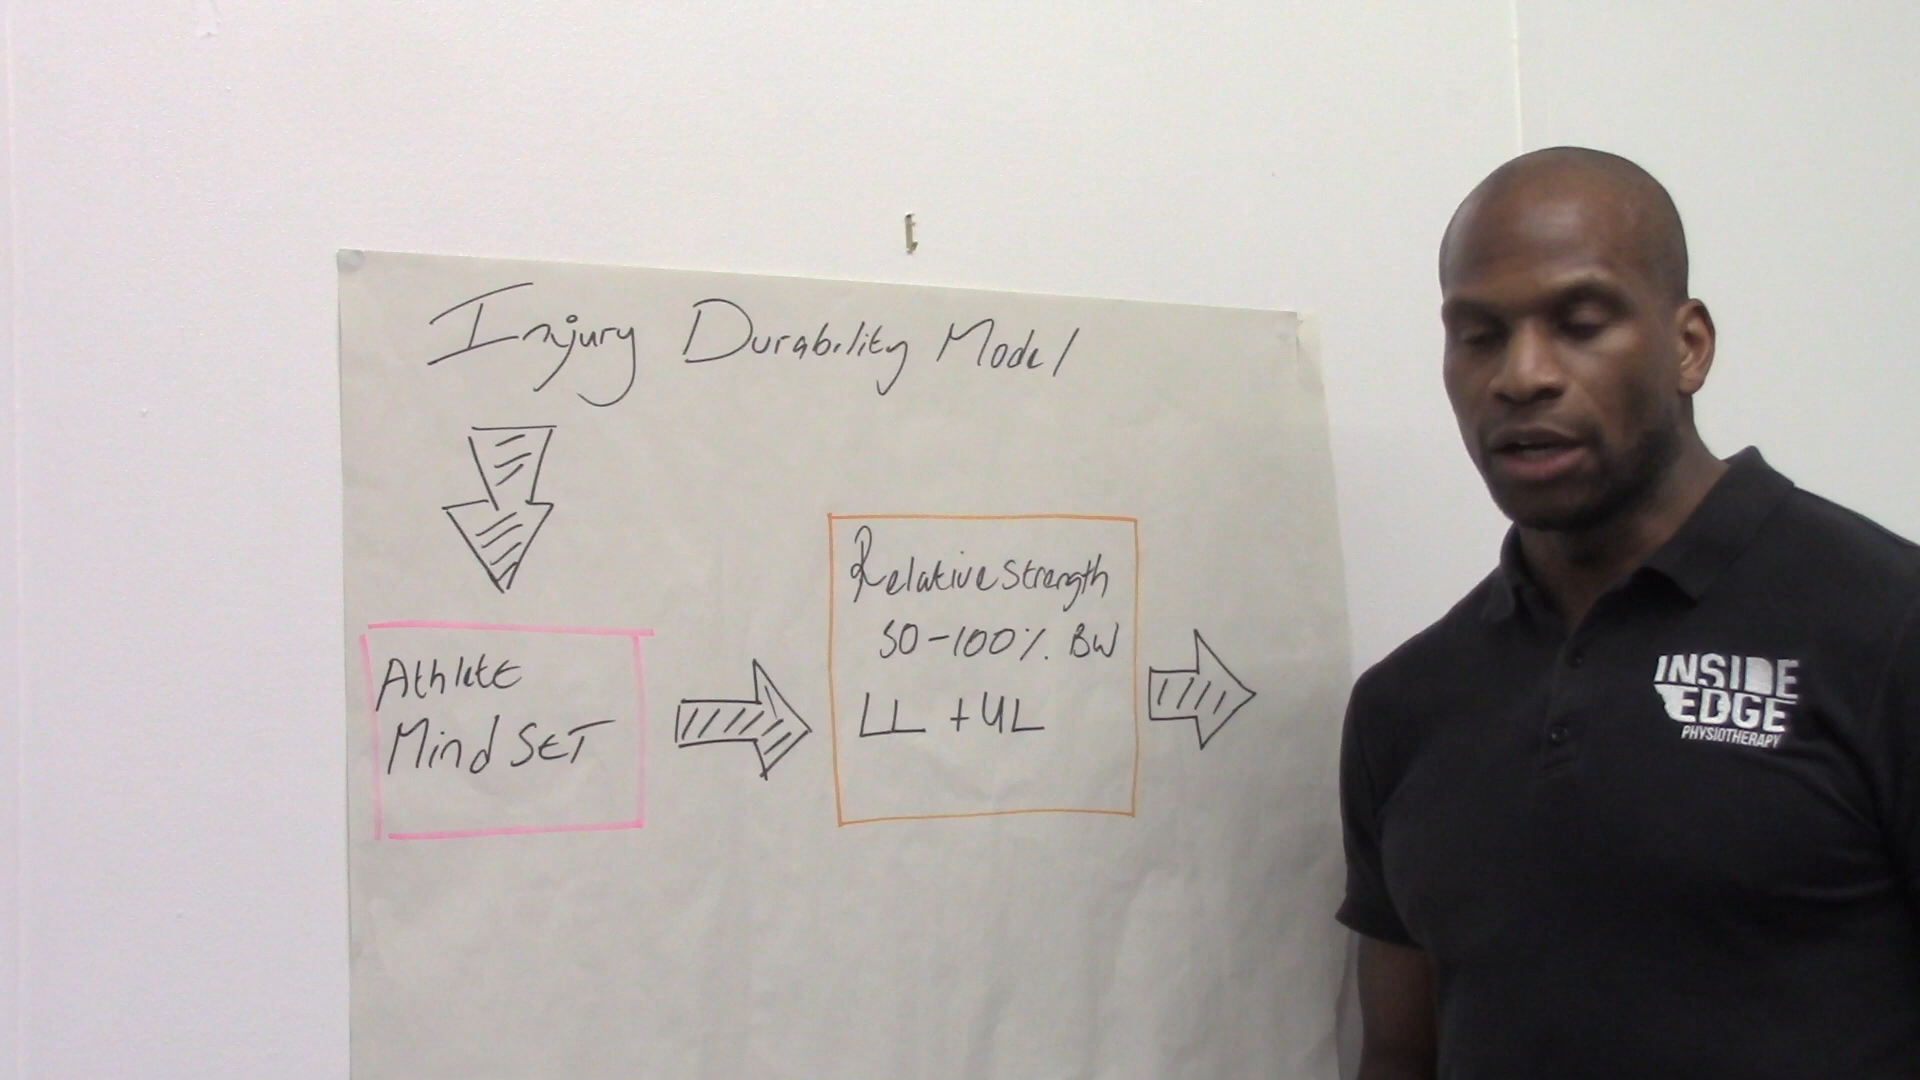 Injury Durability Model
Athlete
Mind SET
Relative Strength
50-100% BW
LL + UL
INSIDE
EDGE
PHYSIOTHERAPY